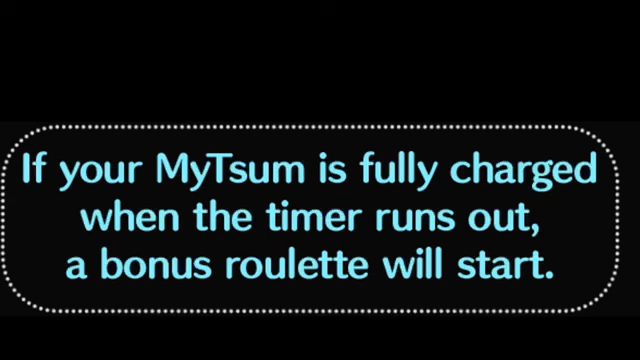 If your MyTsum is fully charged
when the timer runs out,
a bonus roulette will start.